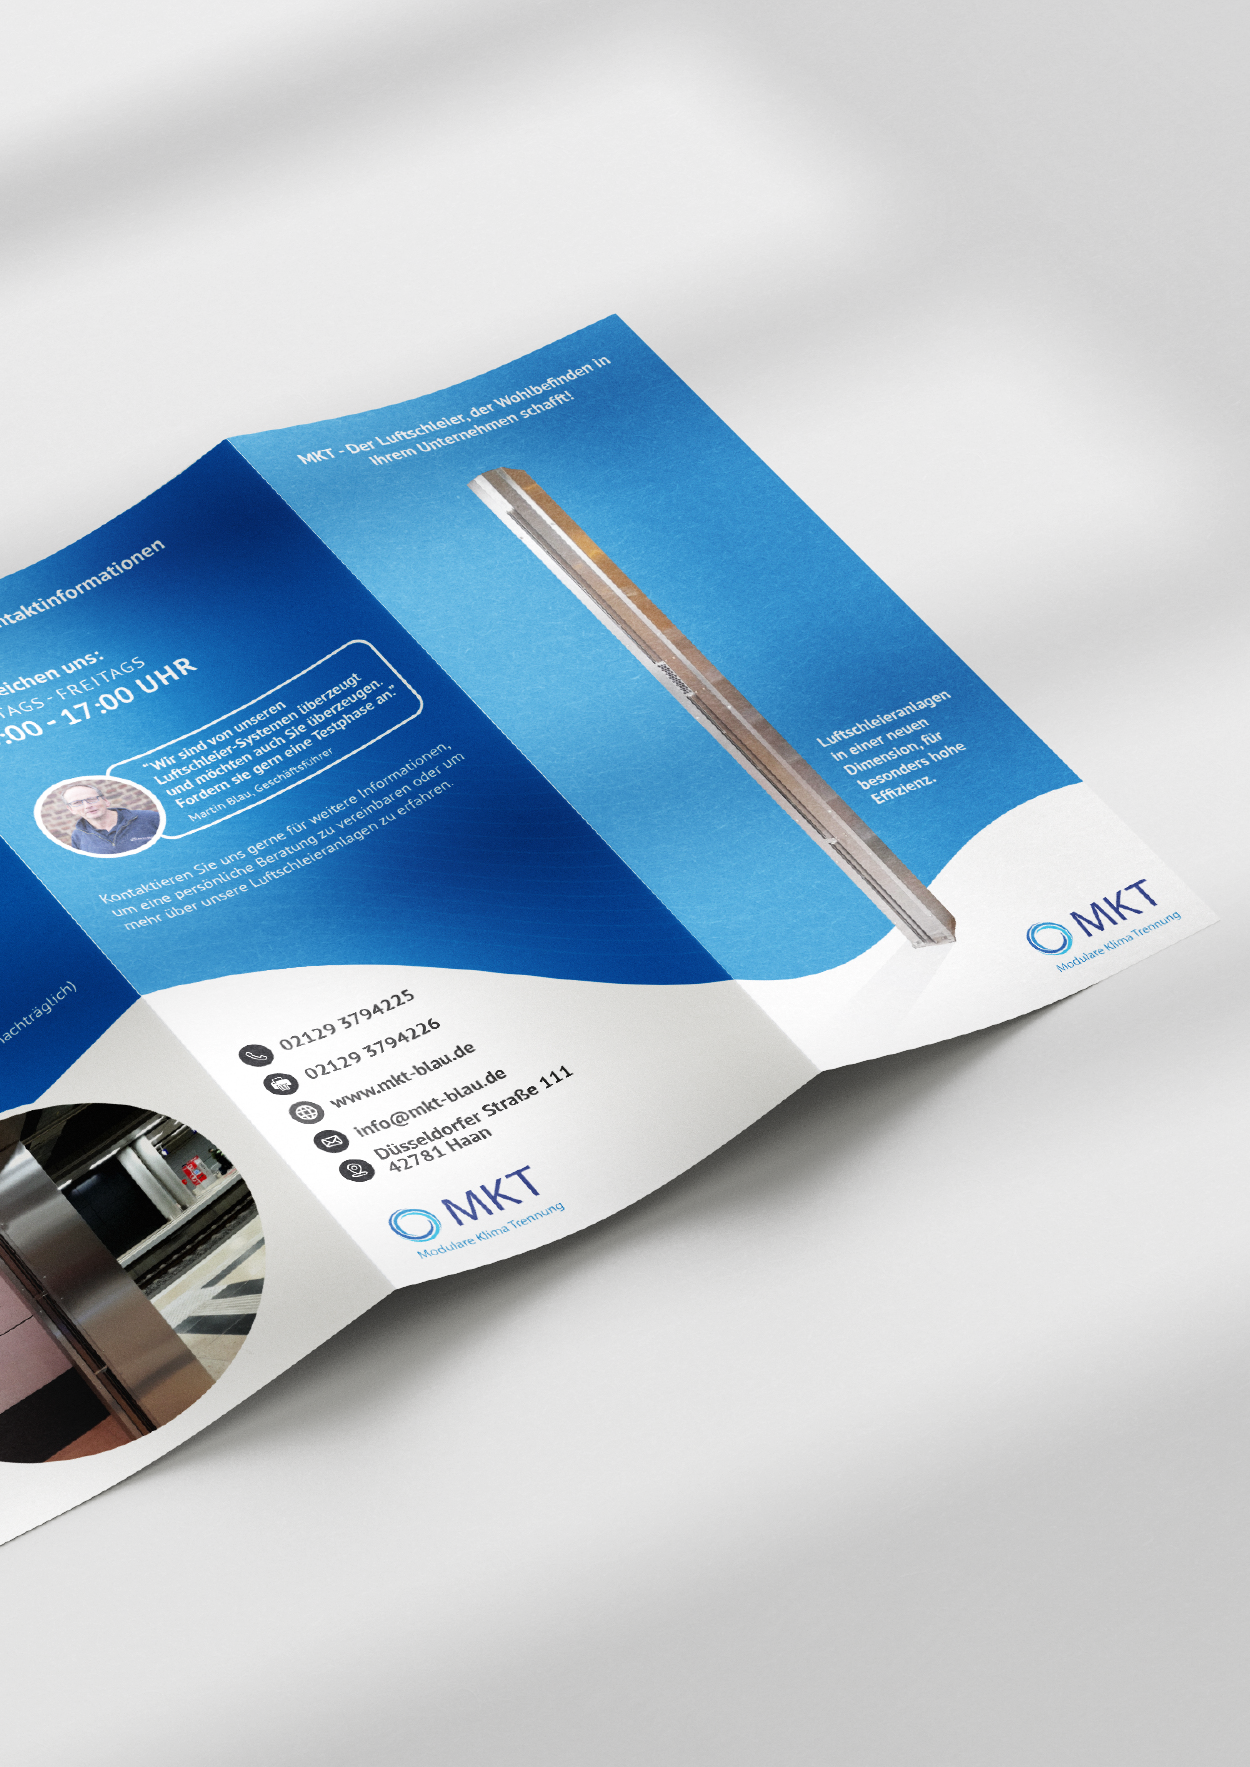 MKT - Der Luftschleier, der Wohlbefinden in
Ihrem Unternehmen schafft!
Luftschleieranlagen
in einer neuen
Dimension, für
besonders hohe
Effizienz.
MKT
Modulare Klima Trennung
ntaktinformationen
eichen uns:
TAGS - FREITAGS
:00 - 17:00 UHR
"Wir sind von unseren
Luftschleier-Systemen überzeugt
und möchten auch Sie überzeugen.
Fordern sie gern eine Testphase an."
Martin Blau, Geschäftsführer
Kontaktieren Sie uns gerne für weitere Informationen,
um eine persönliche Beratung zu vereinbaren oder um
mehr über unsere Luftschleieranlagen zu erfahren.
02129 3794225
02129 3794226
www.mkt-blau.de
info@mkt-blau.de
Düsseldorfer Straße 111
42781 Haan
MKT
Modulare Klima Trennung
nachträglich)